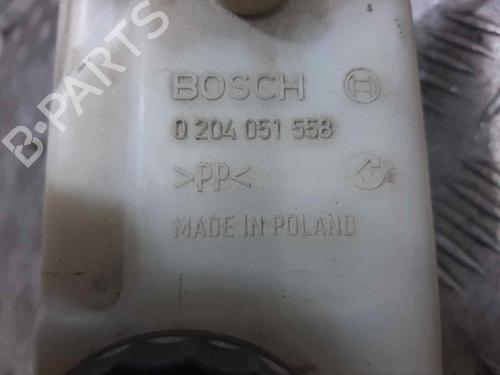 B-PARTS
BOSCH
0 204 051 558
>PP<
MADE IN POLAND